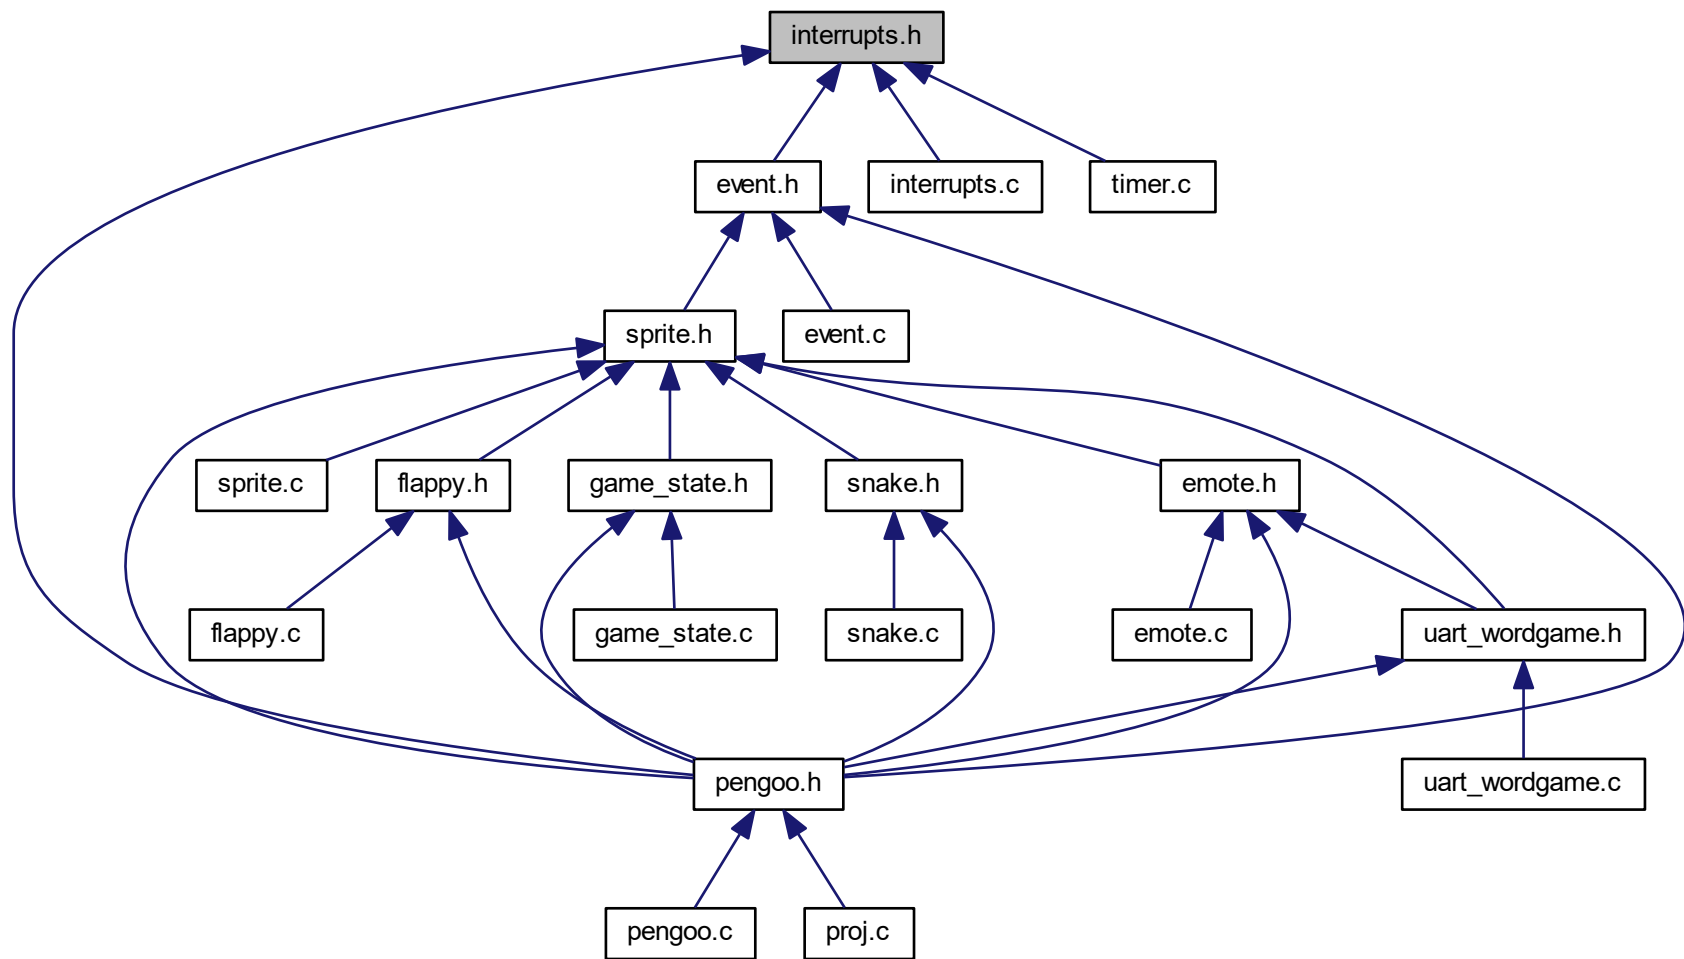 interrupts.h
event.h
interrupts.c
timer.c
sprite.h
event.c
sprite.c
flappy.h
game_state.h
snake.h
emote.h
flappy.c
game_state.c
snake.c
emote.c
uart_wordgame.h
pengoo.h
uart_wordgame.c
pengoo.c
proj.c